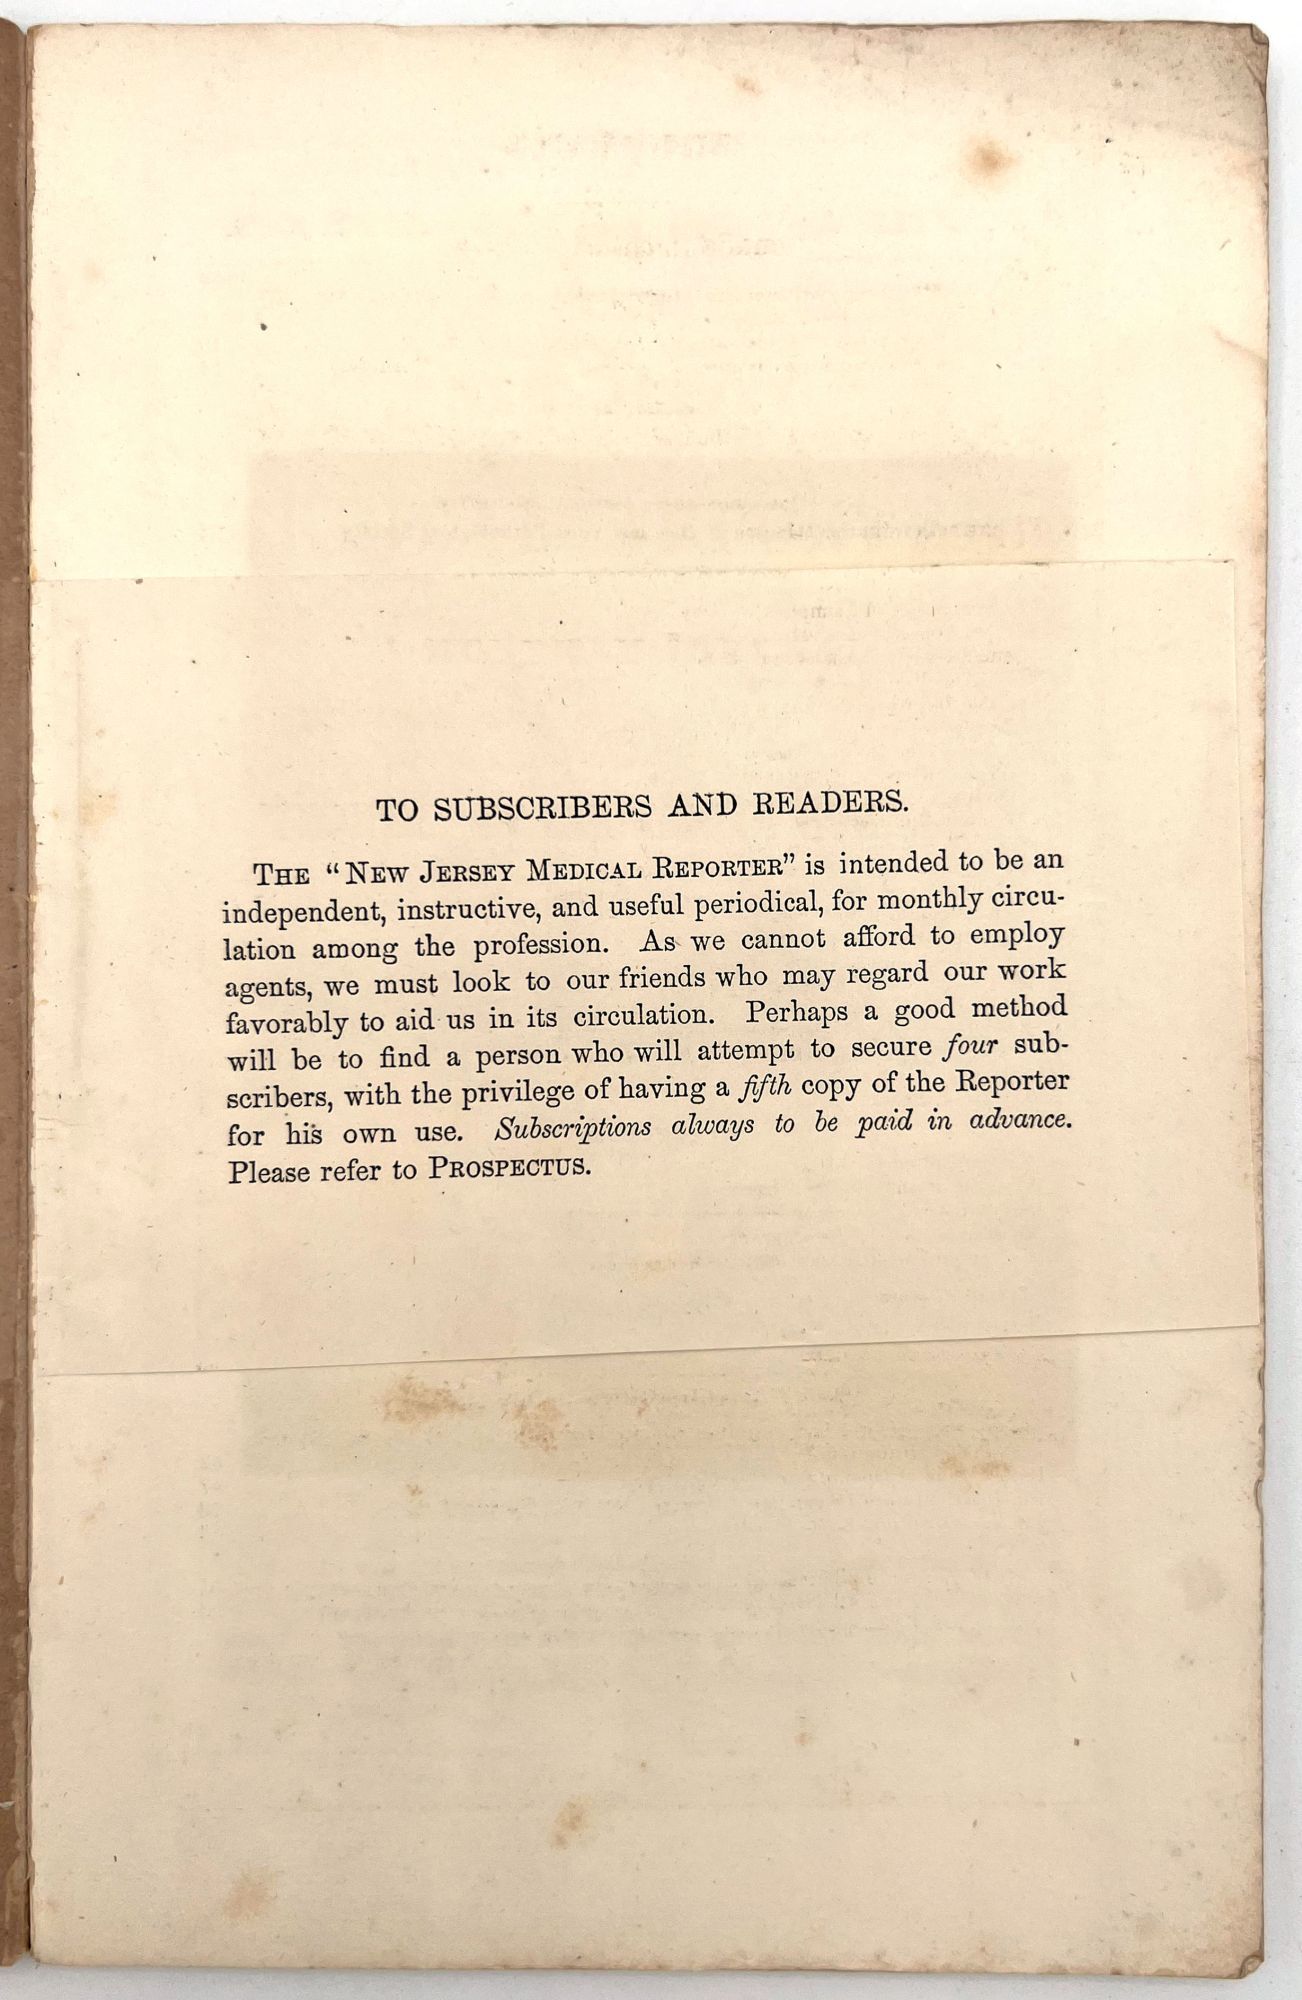 TO SUBSCRIBERS AND READERS.
THE “NEW JERSEY MEDICAL REPORTER” is intended to be an
independent, instructive, and useful periodical, for monthly circu-
lation among the profession. As we cannot afford to employ
agents, we must look to our friends who may regard our work
favorably to aid us in its circulation. Perhaps a good method
will be to find a person who will attempt to secure four sub-
scribers, with the privilege of having a fifth copy of the Reporter
for his own use. Subscriptions always to be paid in advance.
Please refer to PROSPECTUS.